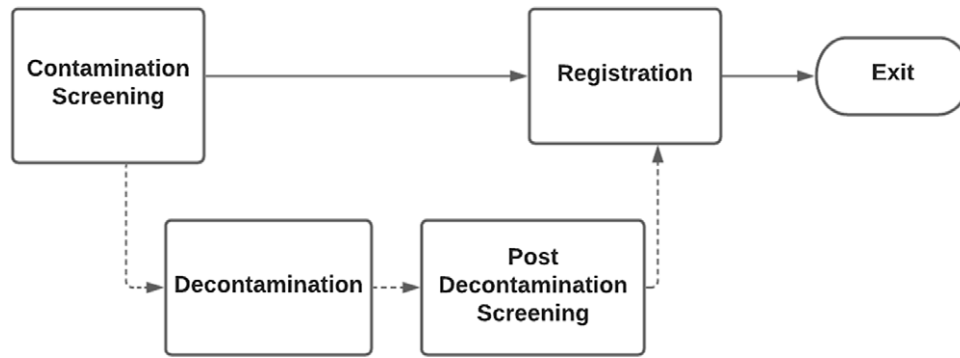 Contamination
Screening
Registration
Exit
Decontamination
Post
Decontamination
Screening